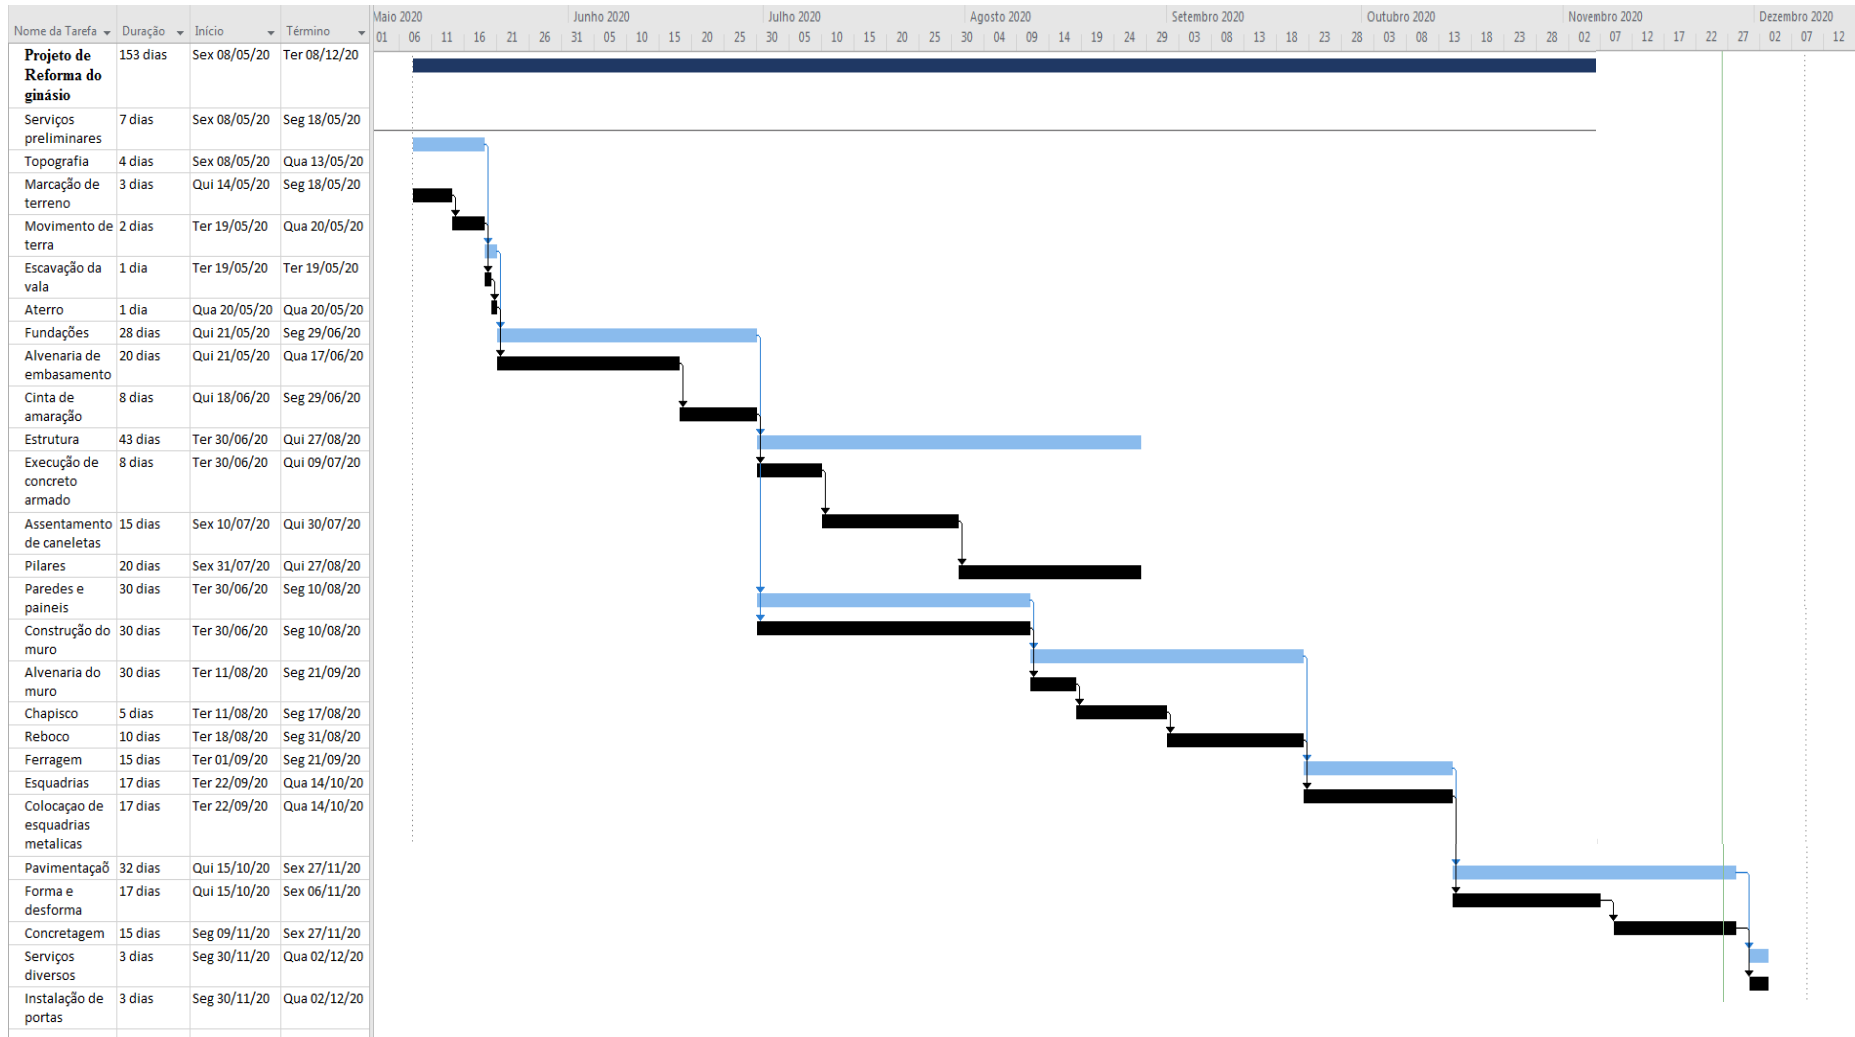 Maio 2020 Junho 2020 Julho 2020 Agosto 2020 Setembro 2020 Outubro 2020 Novembro 2020 Dezembro 2020
Nome da Tarefa Duração Início Término
01 06 11 16 21 26 31 05 10 15 20 25 30 05 10 15 20 25 30 04 09 14 19 24 29 03 08 13 18 23 28 03 08 13 18 23 28 02 07 12 17 22 27 02 07 12
Projeto de 153 dias Sex 08/05/20 Ter 08/12/20
Reforma do
ginásio
Serviços 7 dias Sex 08/05/20 Seg 18/05/20
preliminares
Topografia 4 dias Sex 08/05/20 Qua 13/05/20
Marcação de 3 dias Qui 14/05/20 Seg 18/05/20
terreno
Movimento de 2 dias Ter 19/05/20 Qua 20/05/20
terra
Escavação da 1 dia Ter 19/05/20 Ter 19/05/20
vala
Aterro 1 dia Qua 20/05/20 Qua 20/05/20
Fundações 28 dias Qui 21/05/20 Seg 29/06/20
Alvenaria de 20 dias Qui 21/05/20 Qua 17/06/20
embasamento
Cinta de 8 dias Qui 18/06/20 Seg 29/06/20
amaração
Estrutura 43 dias Ter 30/06/20 Qui 27/08/20
Execução de 8 dias Ter 30/06/20 Qui 09/07/20
concreto
armado
Assentamento 15 dias Sex 10/07/20 Qui 30/07/20
de caneletas
Pilares 20 dias Sex 31/07/20 Qui 27/08/20
Paredes e 30 dias Ter 30/06/20 Seg 10/08/20
paineis
Construção do 30 dias Ter 30/06/20 Seg 10/08/20
muro
Alvenaria do 30 dias Ter 11/08/20 Seg 21/09/20
muro
Chapisco 5 dias Ter 11/08/20 Seg 17/08/20
Reboco 10 dias Ter 18/08/20 Seg 31/08/20
Ferragem 15 dias Ter 01/09/20 Seg 21/09/20
Esquadrias 17 dias Ter 22/09/20 Qua 14/10/20
Colocaçao de 17 dias Ter 22/09/20 Qua 14/10/20
esquadrias
metalicas
Pavimentaçaõ 32 dias Qui 15/10/20 Sex 27/11/20
Forma e 17 dias Qui 15/10/20 Sex 06/11/20
desforma
Concretagem 15 dias Seg 09/11/20 Sex 27/11/20
Serviços 3 dias Seg 30/11/20 Qua 02/12/20
diversos
Instalação de 3 dias Seg 30/11/20 Qua 02/12/20
portas